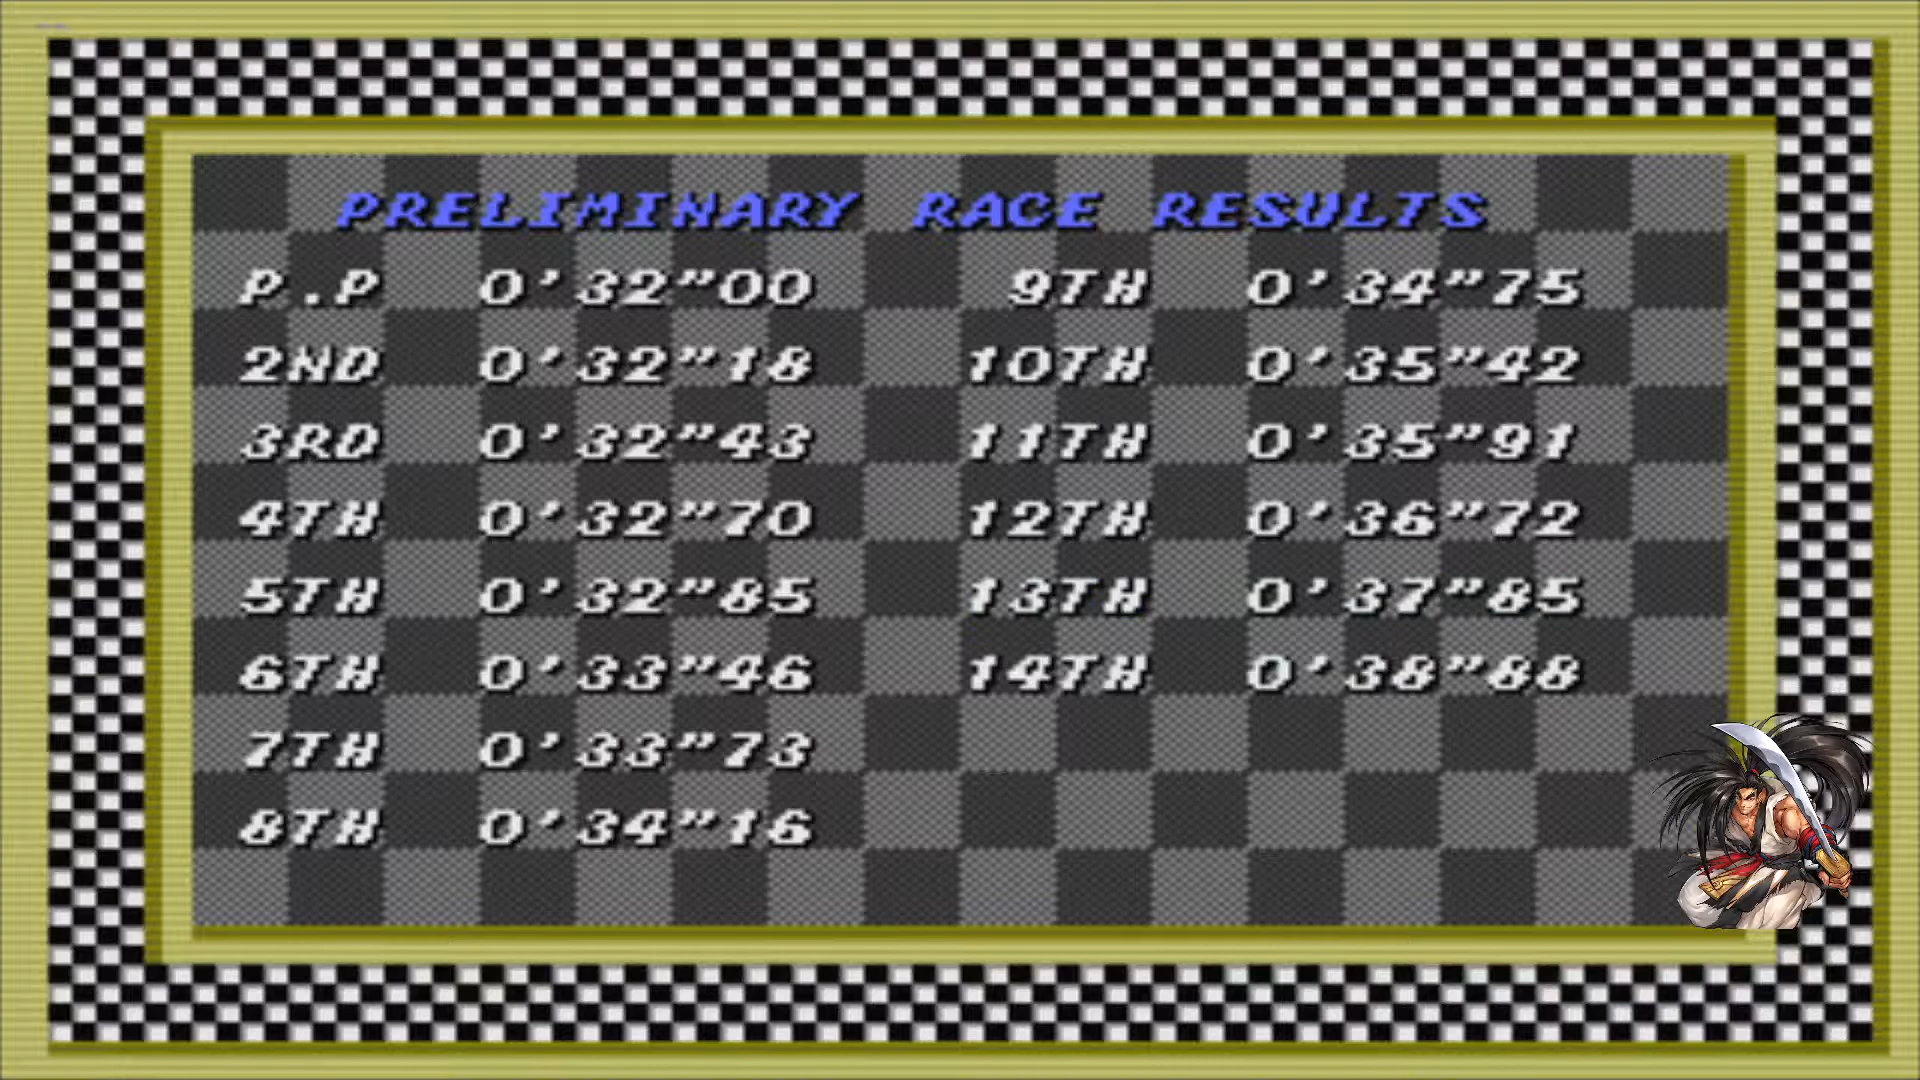 PRELIMINARY RACE RESULTS
P.P 0'32"00
2ND 0'32"18
3RD 0'32"43
4TH 0'32"70
5TH 0'32"85
6TH 0'33"46
7TH 0'33"73
8TH 0'34"16
9TH 0'34"75
10TH 0'35"42
11TH 0'35"91
12TH 0'36"72
13TH 0'37"85
14TH 0'38"88